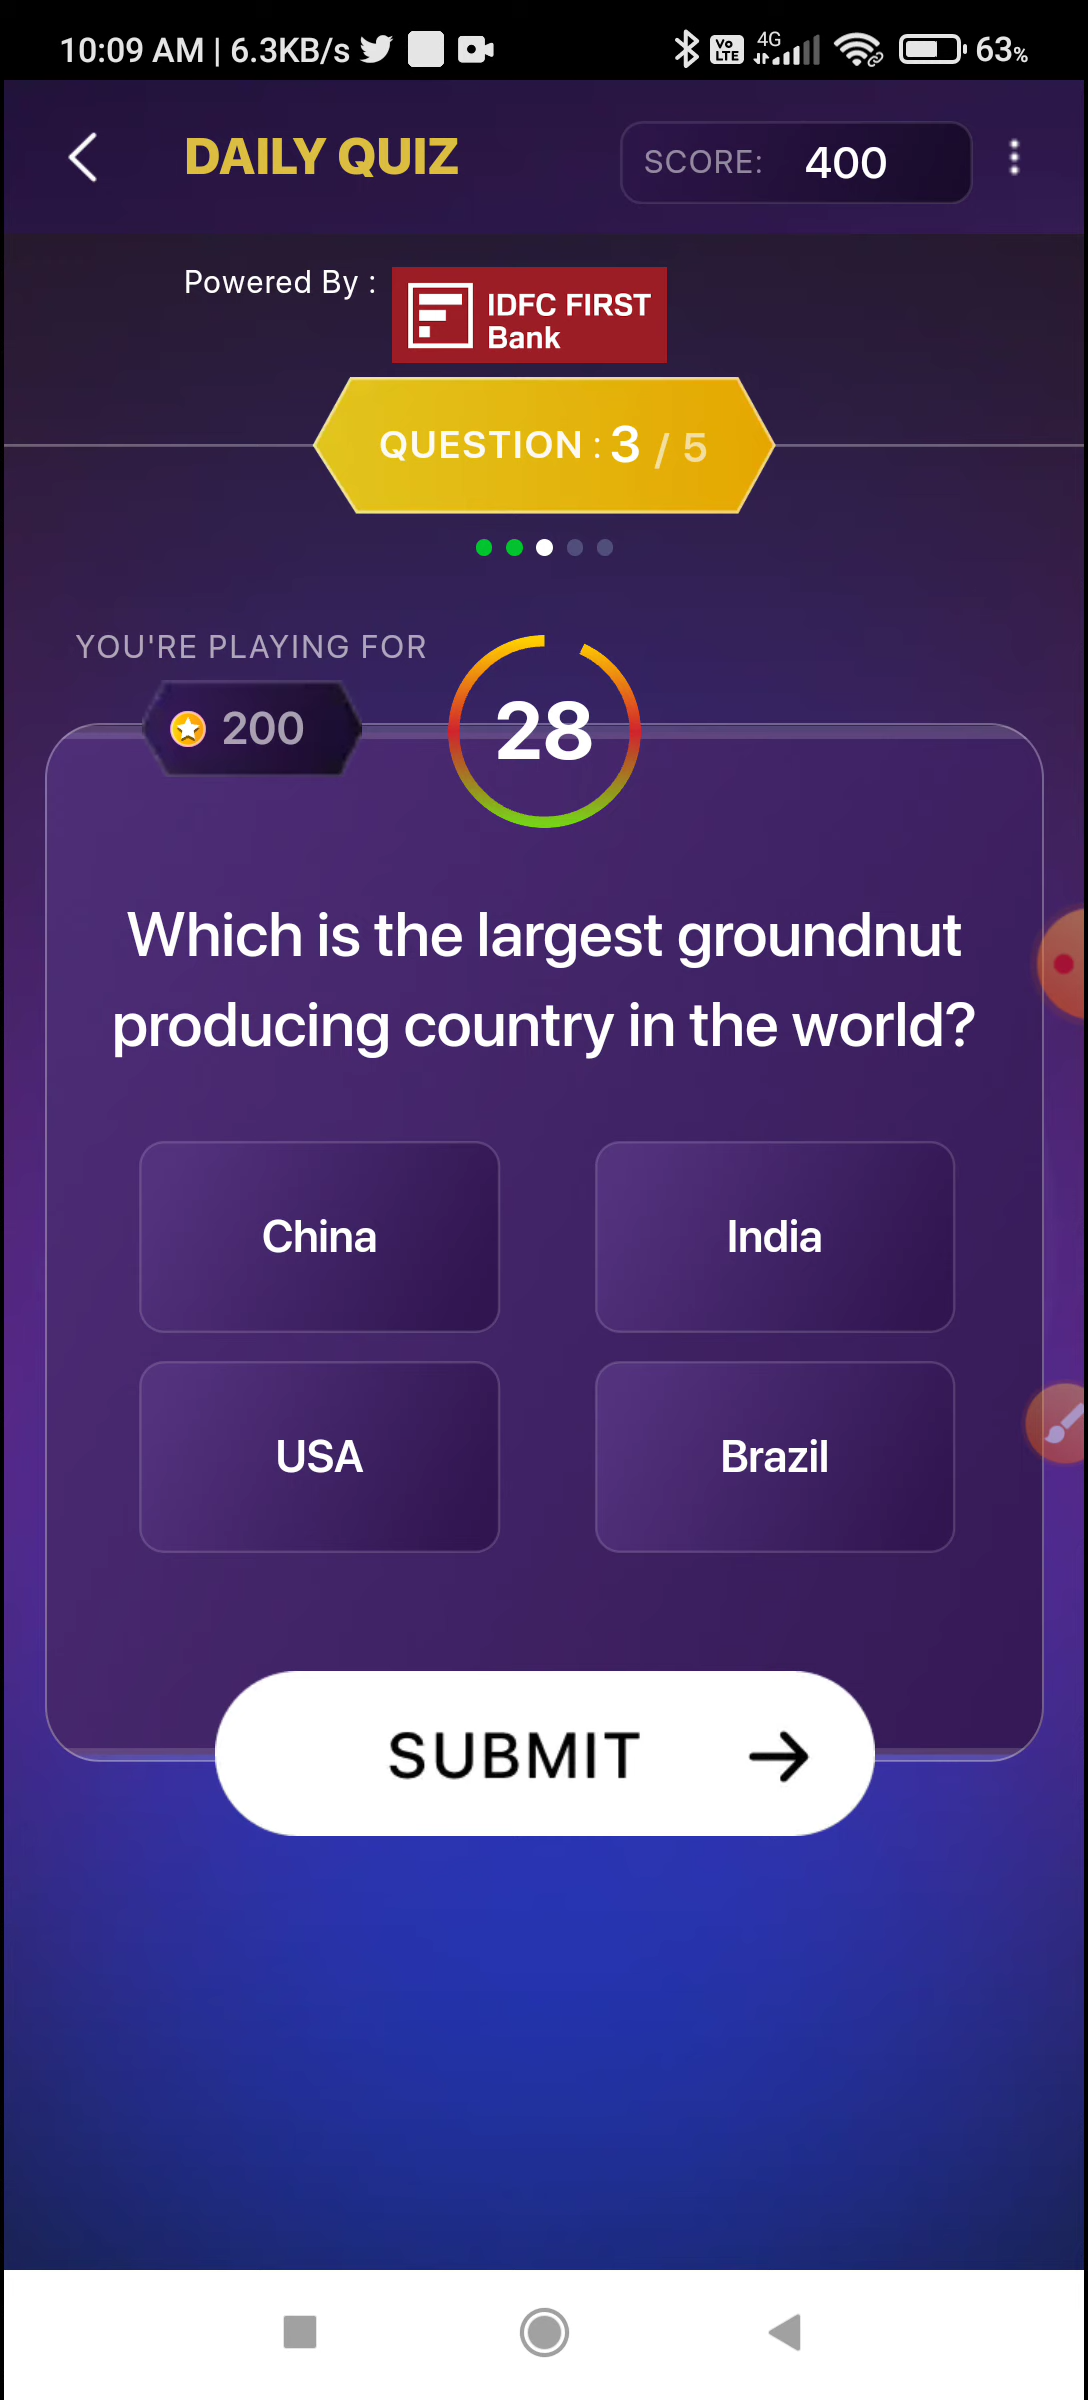 10:09 AM | 6.3KB/s Vo LTE 4G 63%
DAILY QUIZ SCORE: 400
Powered By : IDFC FIRST
Bank
QUESTION : 3 / 5
YOU'RE PLAYING FOR
200 28
Which is the largest groundnut
producing country in the world?
China India
USA Brazil
SUBMIT